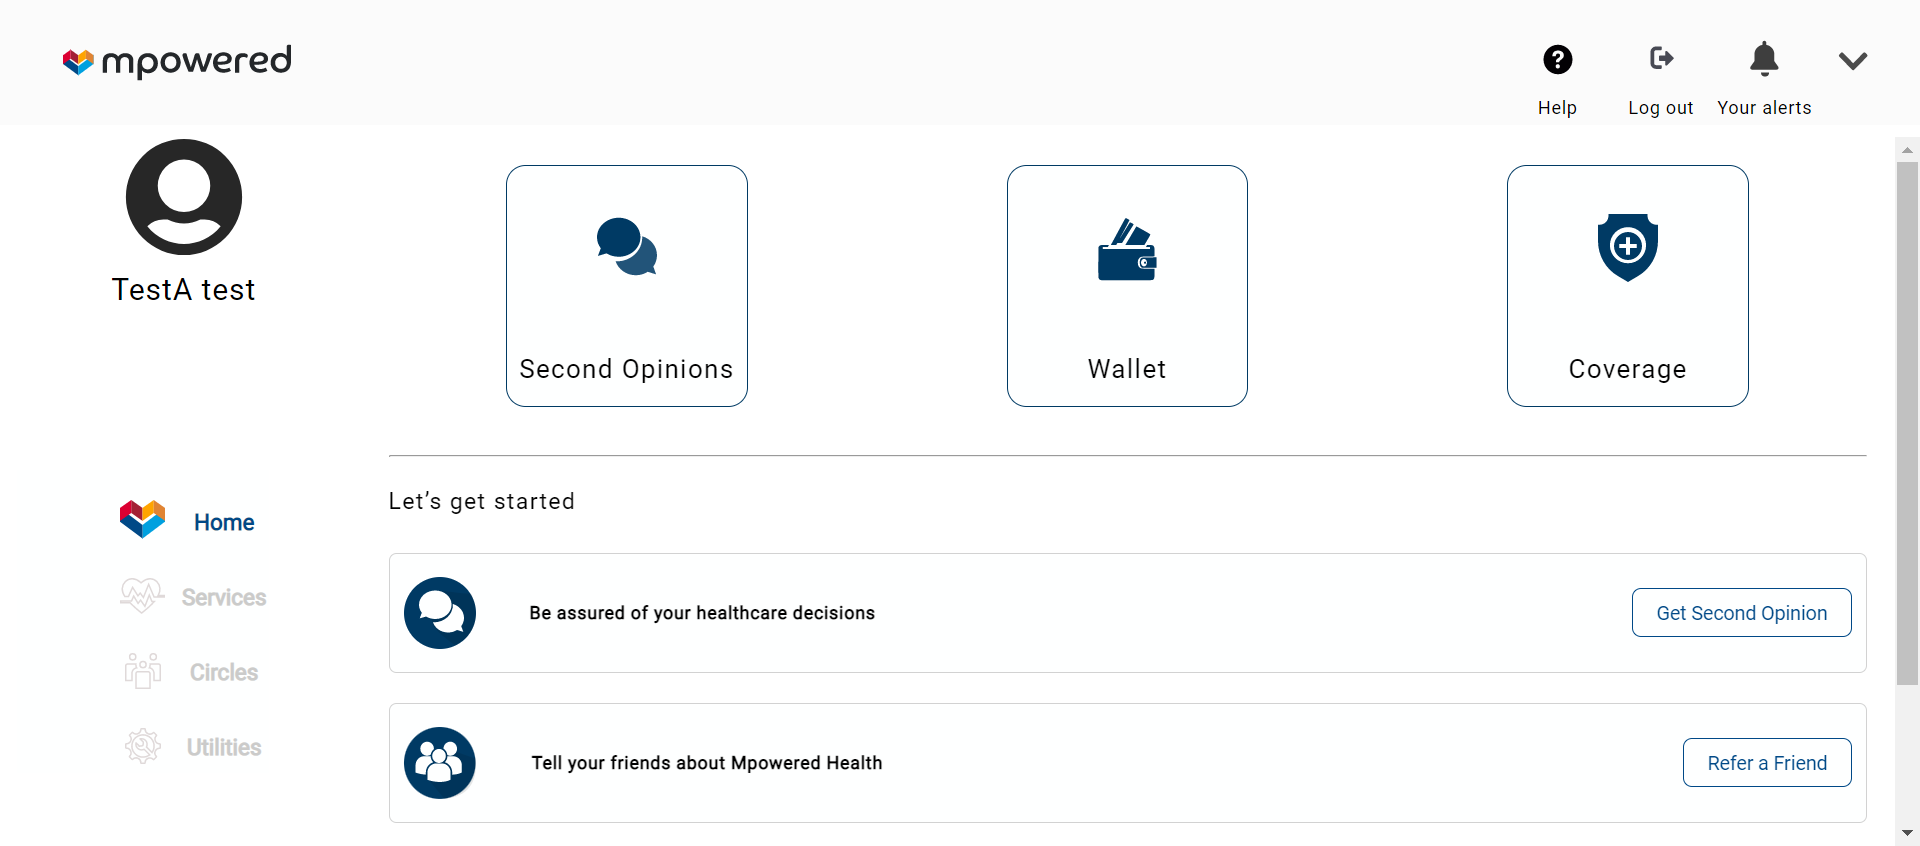 mpowered
Help
Log out
Your alerts
TestA test
Second Opinions
Wallet
Coverage
Let’s get started
Home
Services
Circles
Utilities
Be assured of your healthcare decisions
Get Second Opinion
Tell your friends about Mpowered Health
Refer a Friend